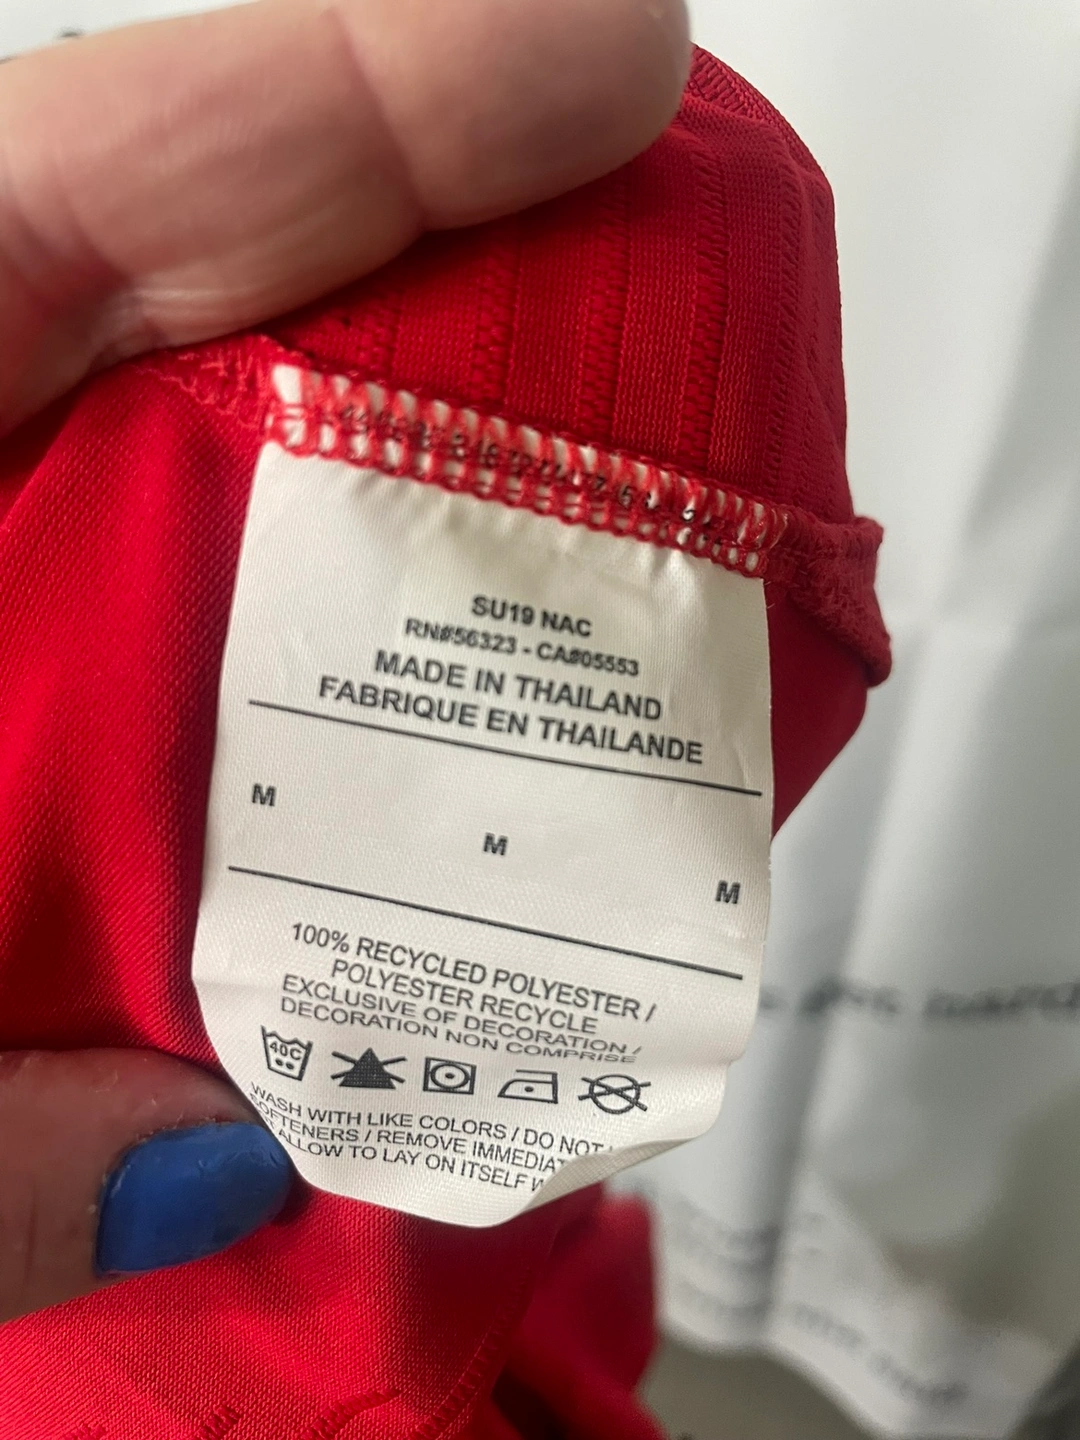 SU19 NAC
RN#56323 - CA#05553
MADE IN THAILAND
FABRIQUE EN THAILANDE
M
M
M
100% RECYCLED POLYESTER /
POLYESTER RECYCLE
EXCLUSIVE OF DECORATION /
DECORATION NON COMPRISE
40C
WASH WITH LIKE COLORS / DO NOT
SOFTENERS / REMOVE IMMEDIAT
ALLOW TO LAY ON ITSELF W